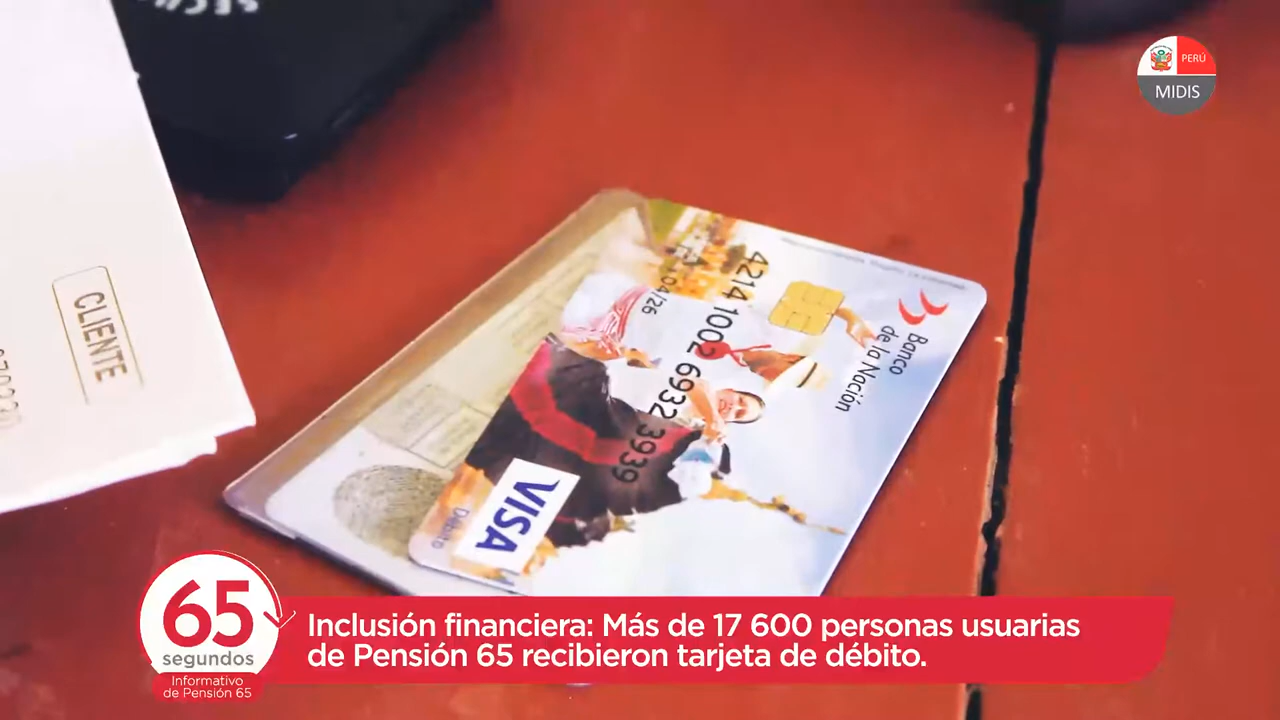 PERÚ
MIDIS
CLIENTE
Banco
de la Nación
4214 1002 6932 3939
04/26
Débito
VISA
65
segundos
Informativo
de Pensión 65
Inclusión financiera: Más de 17 600 personas usuarias
de Pensión 65 recibieron tarjeta de débito.